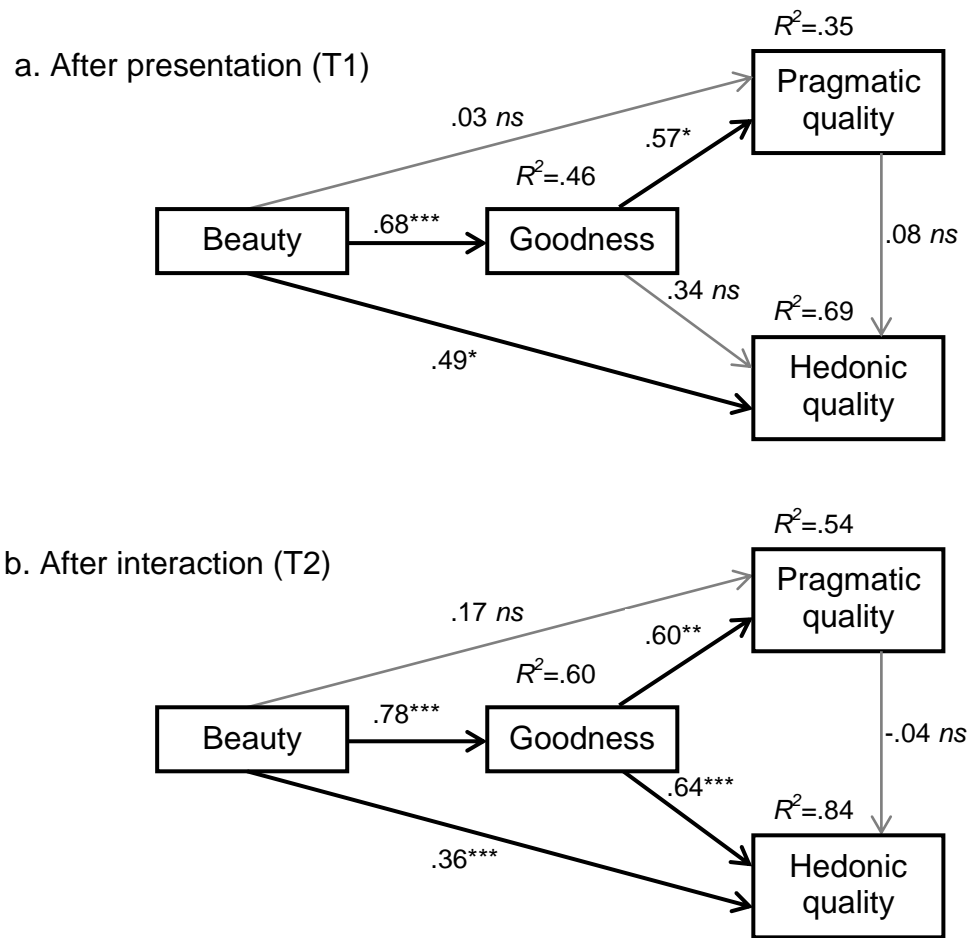 R²=.35
a. After presentation (T1)
Pragmatic
quality
.03 ns
.57*
R²=.46
Beauty
.68***
Goodness
.08 ns
.34 ns
R²=.69
.49*
Hedonic
quality
R²=.54
b. After interaction (T2)
Pragmatic
quality
.17 ns
.60**
R²=.60
Beauty
.78***
Goodness
-.04 ns
.64***
R²=.84
.36***
Hedonic
quality